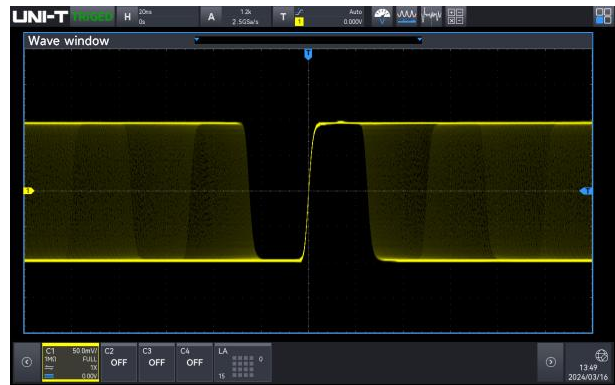 UNI-T TRIGED H 20ns 0s A 1.2k 2.5GSa/s T 1 Auto 0.000V
Wave window
T
1 T
C1 50.0mV/ C2 C3 C4 LA
1MΩ FULL OFF OFF OFF 0
1X
0.00V 15
13:49
2024/03/16